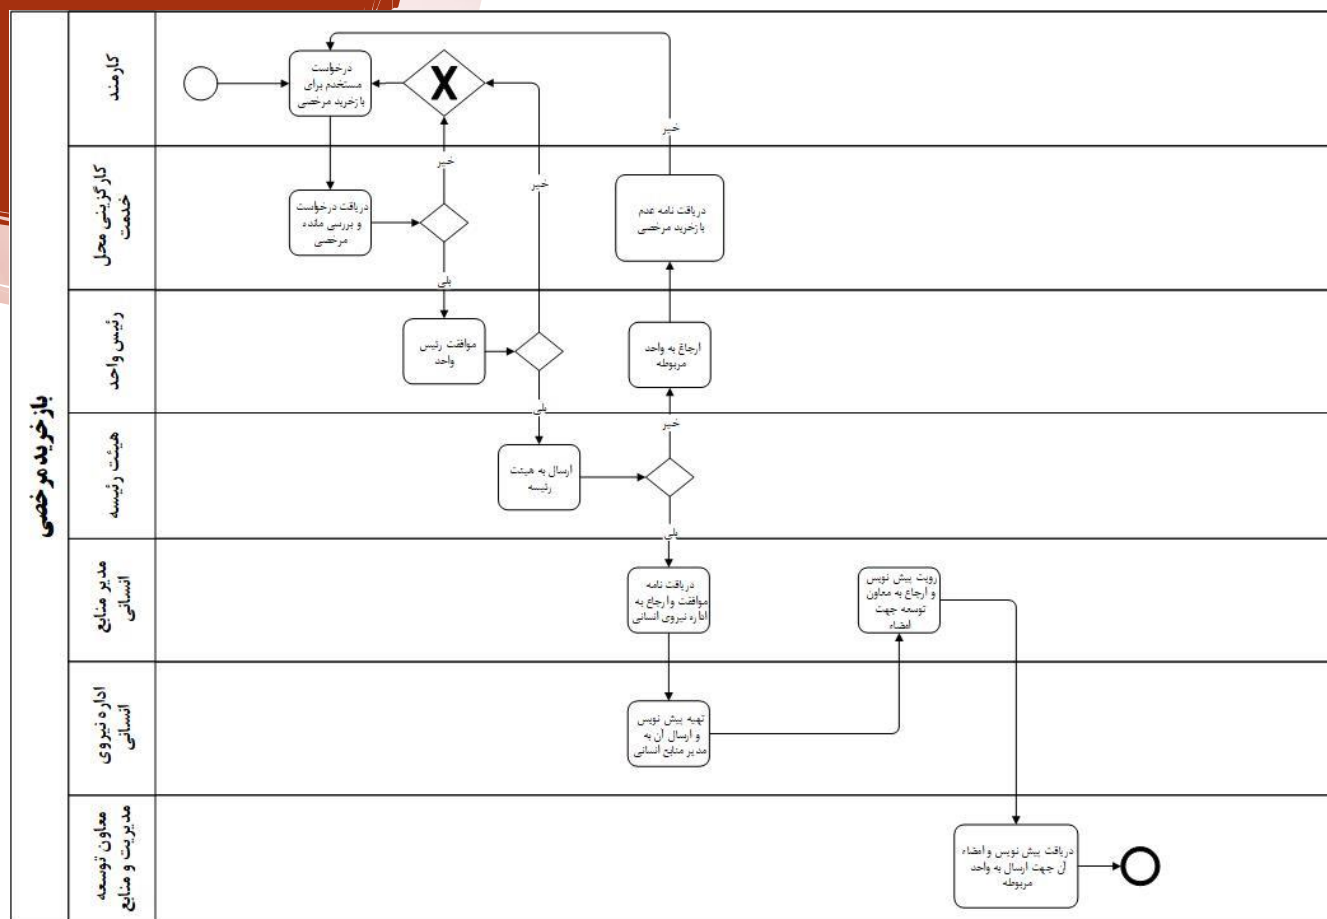 بازخرید مرخصی
کارمند
درخواست
مستخدم برای
بازخرید مرخصی
X
خیر
کارگزینی محل
خدمت
دریافت درخواست
و بررسی مانده
مرخصی
خیر
خیر
دریافت نامه عدم
بازخرید مرخصی
بلی
رئیس واحد
موافقت رئیس
واحد
ارجاع به واحد
مربوطه
بلی
هیئت رئیسه
خیر
ارسال به هیئت
رئیسه
بلی
مدیر منابع
انسانی
دریافت نامه
موافقت و ارجاع به
اداره نیروی انسانی
رویت پیش نویس
و ارجاع به معاون
توسعه جهت
امضاء
اداره نیروی
انسانی
تهیه پیش نویس
و ارسال آن به
مدیر منابع انسانی
معاون توسعه
مدیریت و منابع
دریافت پیش نویس و امضاء
آن جهت ارسال به واحد
مربوطه